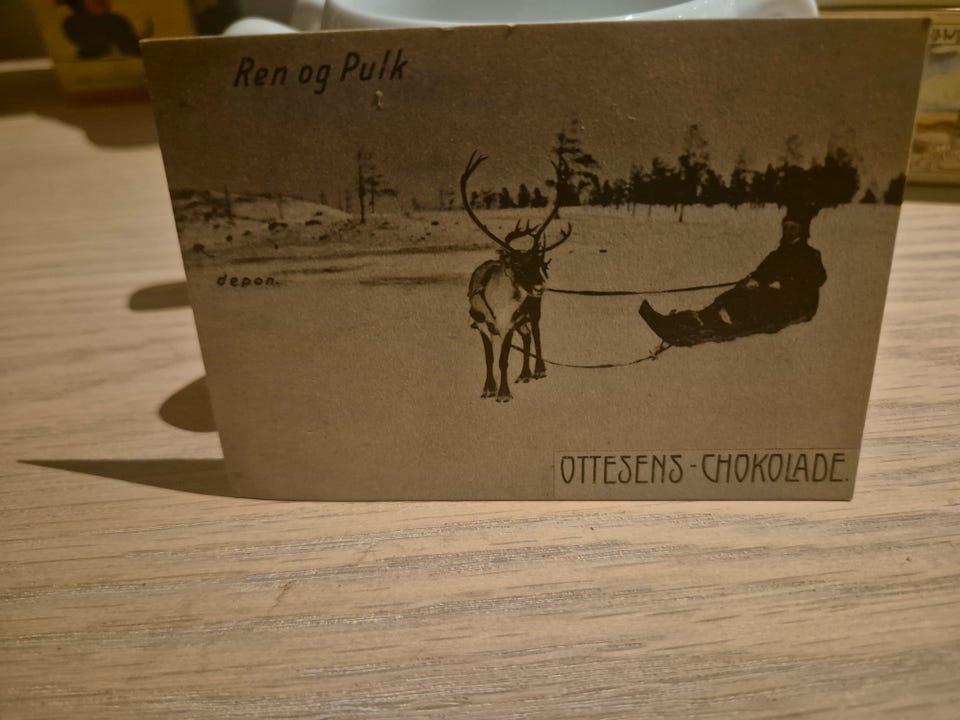 Ren og Pulk
depon.
OTTESENS-CHOKOLADE.